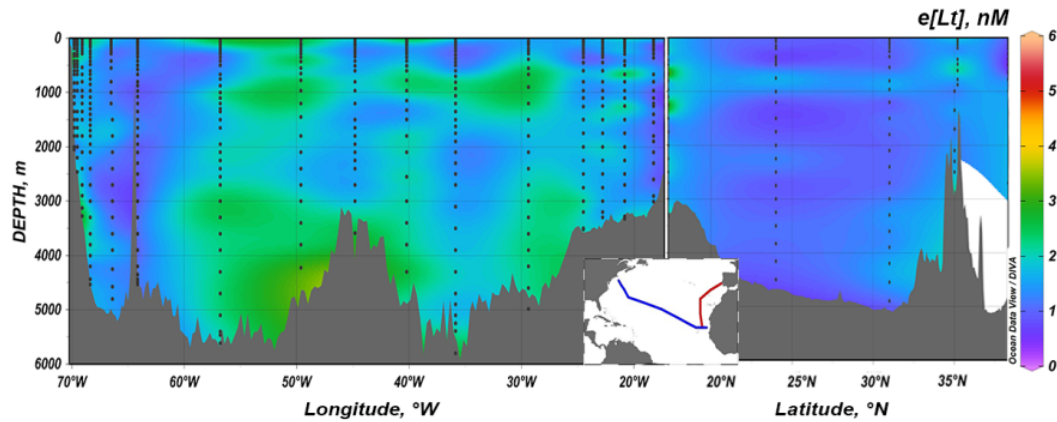 e[Lt], nM
0
1000
2000
3000
4000
5000
6000
DEPTH, m
70°W
60°W
50°W
40°W
30°W
20°W
Longitude, °W
20°N
25°N
30°N
35°N
Latitude, °N
Ocean Data View / DIVA
6
5
4
3
2
1
0